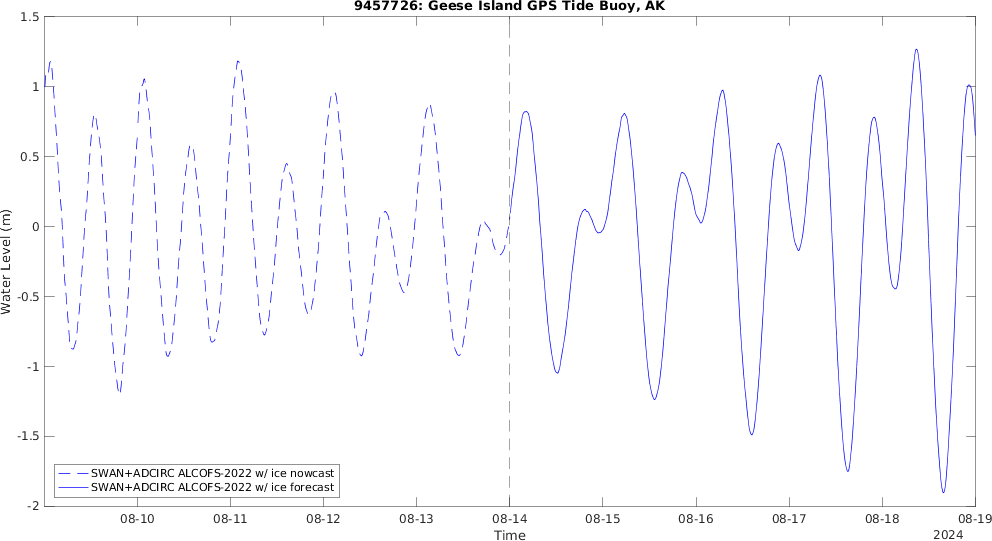 9457726: Geese Island GPS Tide Buoy, AK
1.5
1
0.5
0
-0.5
-1
-1.5
-2
Water Level (m)
SWAN+ADCIRC ALCOFS-2022 w/ ice nowcast
SWAN+ADCIRC ALCOFS-2022 w/ ice forecast
08-10 08-11 08-12 08-13 08-14 08-15 08-16 08-17 08-18 08-19
Time
2024